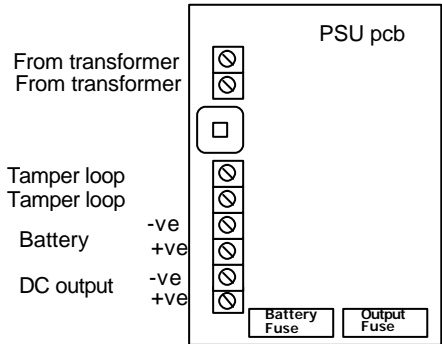 PSU pcb
From transformer
From transformer
Tamper loop
Tamper loop
-ve
Battery
+ve
-ve
DC output
+ve
Battery Fuse
Output Fuse